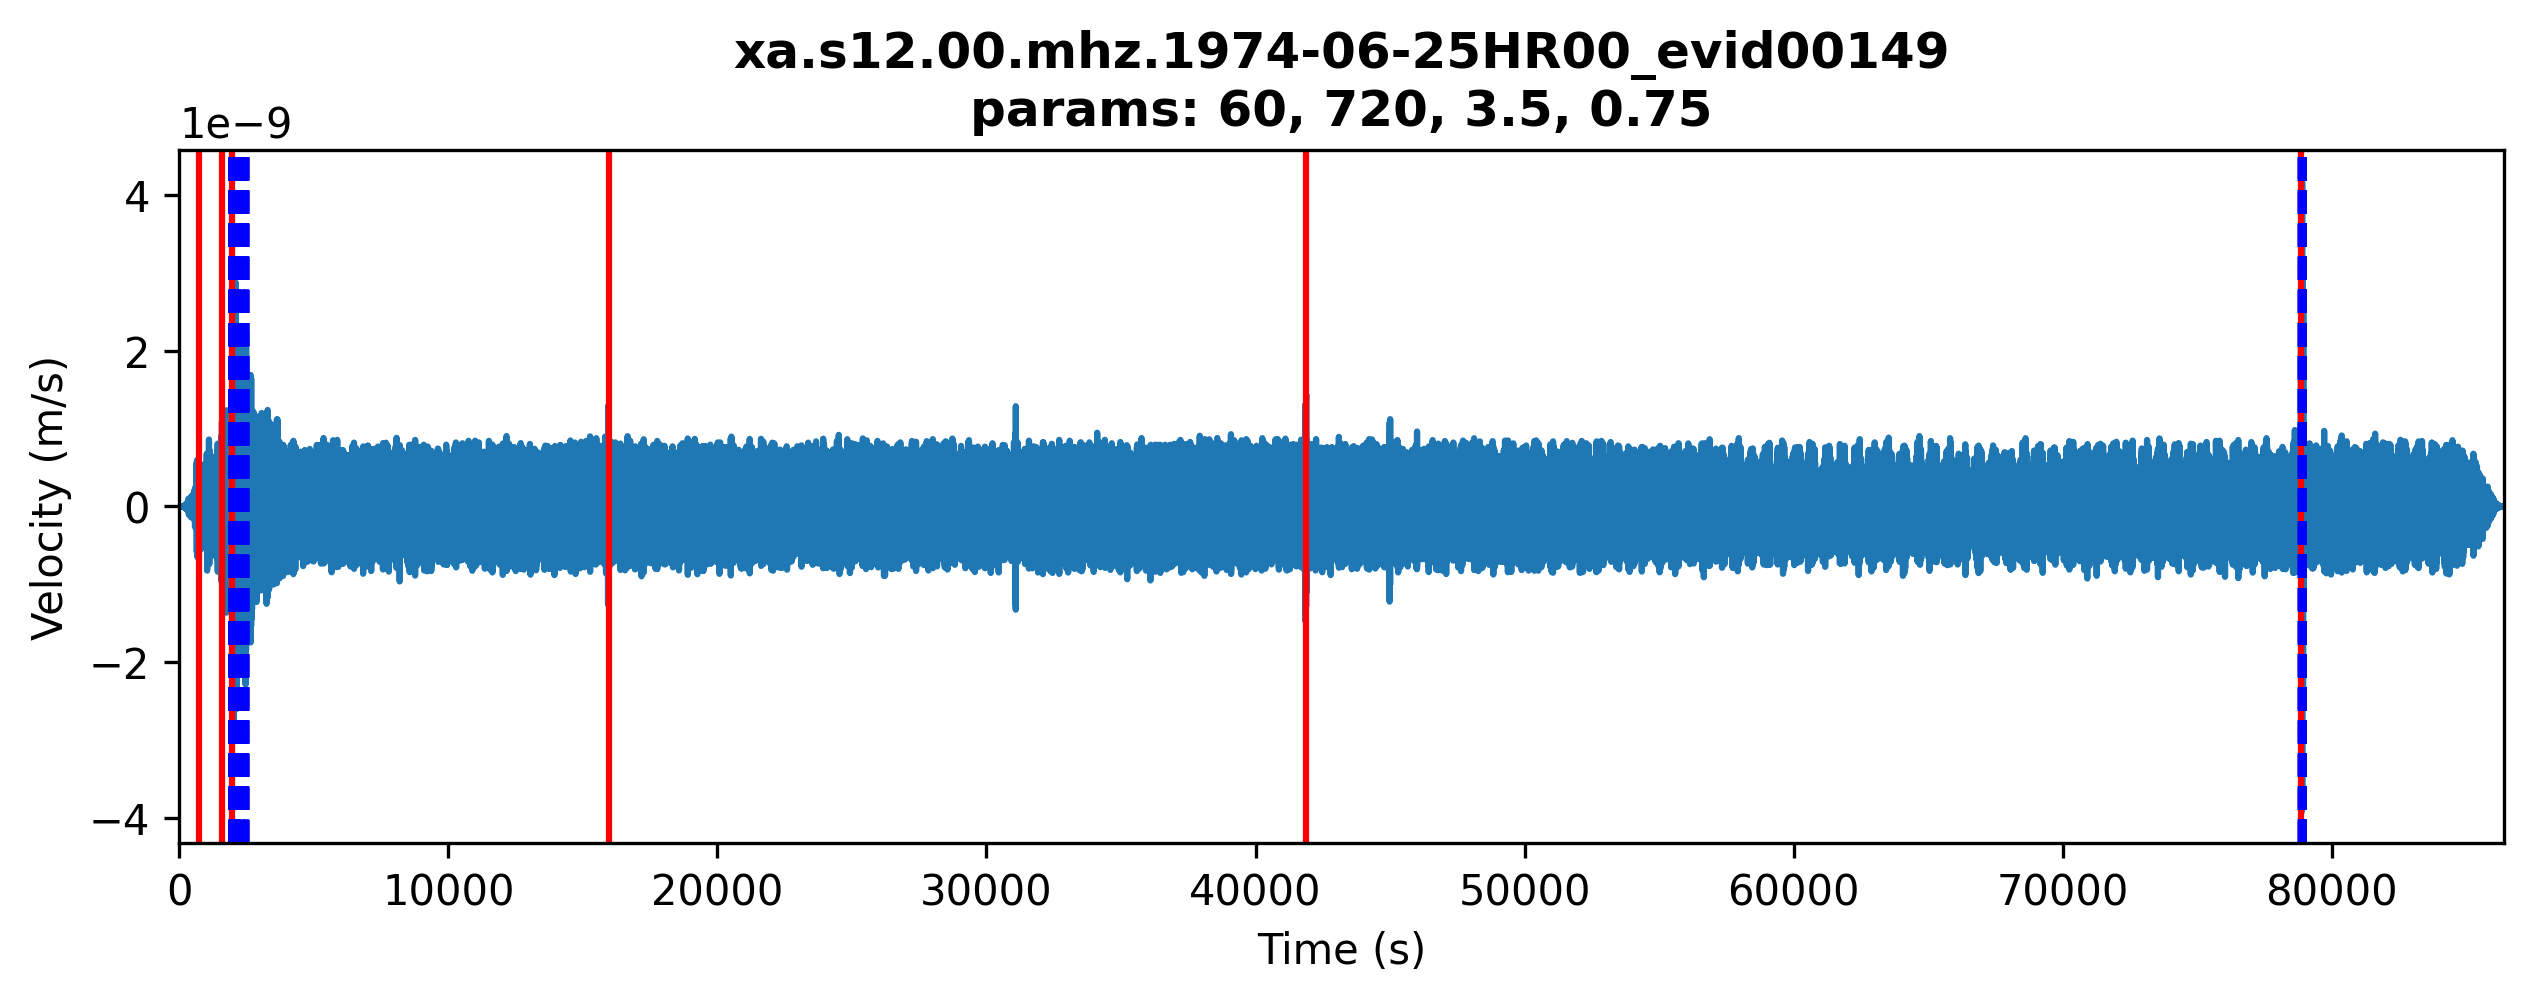 xa.s12.00.mhz.1974-06-25HR00_evid00149
params: 60, 720, 3.5, 0.75
1e−9
4
2
0
−2
−4
Velocity (m/s)
0 10000 20000 30000 40000 50000 60000 70000 80000
Time (s)